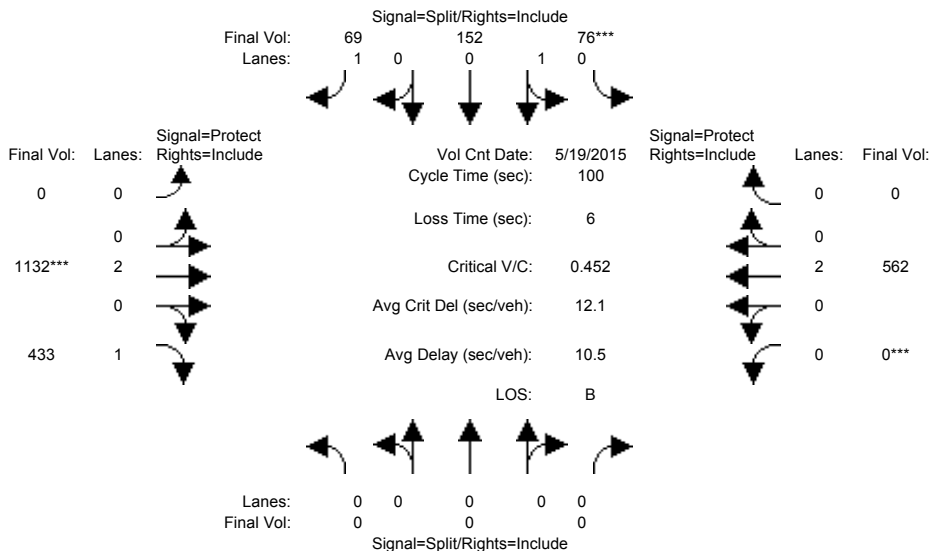 Signal=Split/Rights=Include
Final Vol: 69 152 76***
Lanes: 1 0 0 1 0
Signal=Protect Signal=Protect
Final Vol: Lanes: Rights=Include Vol Cnt Date: 5/19/2015 Rights=Include Lanes: Final Vol:
Cycle Time (sec): 100
0 0 0 0
Loss Time (sec): 6
0 0
1132*** 2 Critical V/C: 0.452 2 562
0 Avg Crit Del (sec/veh): 12.1 0
433 1 Avg Delay (sec/veh): 10.5 0 0***
LOS: B
Lanes: 0 0 0 0 0
Final Vol: 0 0 0
Signal=Split/Rights=Include